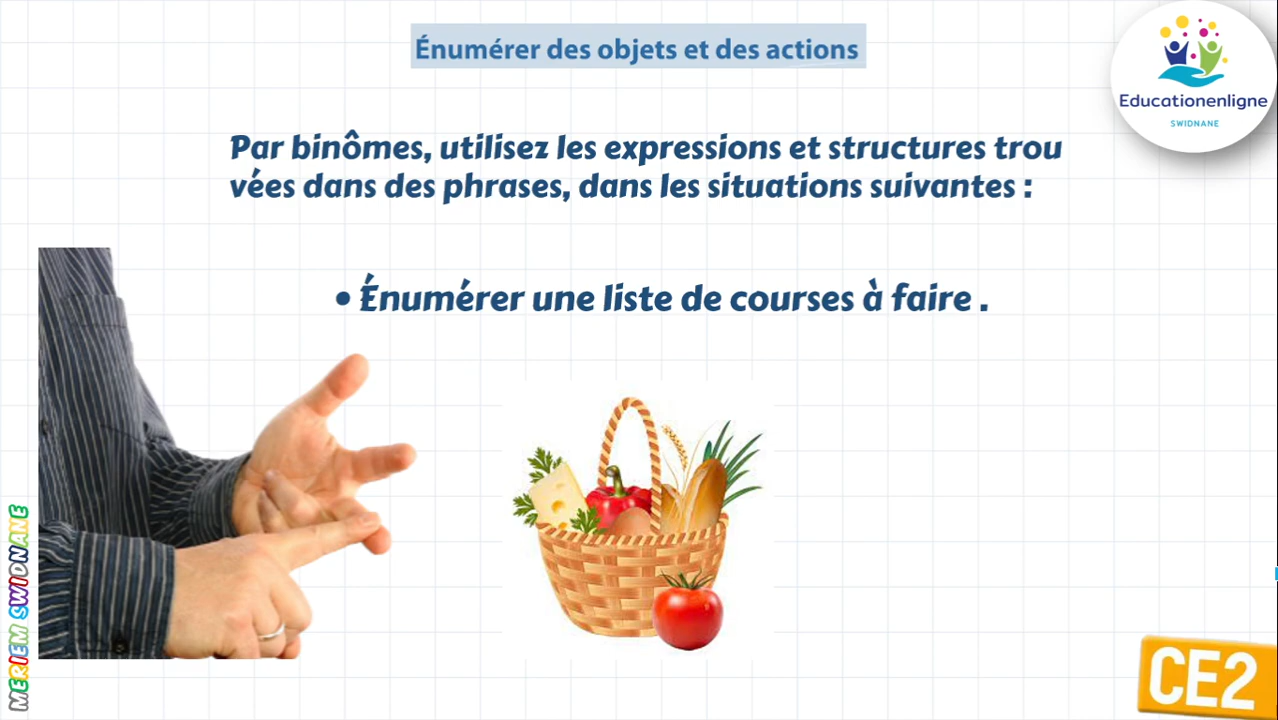 Énumérer des objets et des actions
Educationenligne
SWIDNANE
Par binômes, utilisez les expressions et structures trou
vées dans des phrases, dans les situations suivantes :
• Énumérer une liste de courses à faire .
MERIEM SWIDNANE
CE2